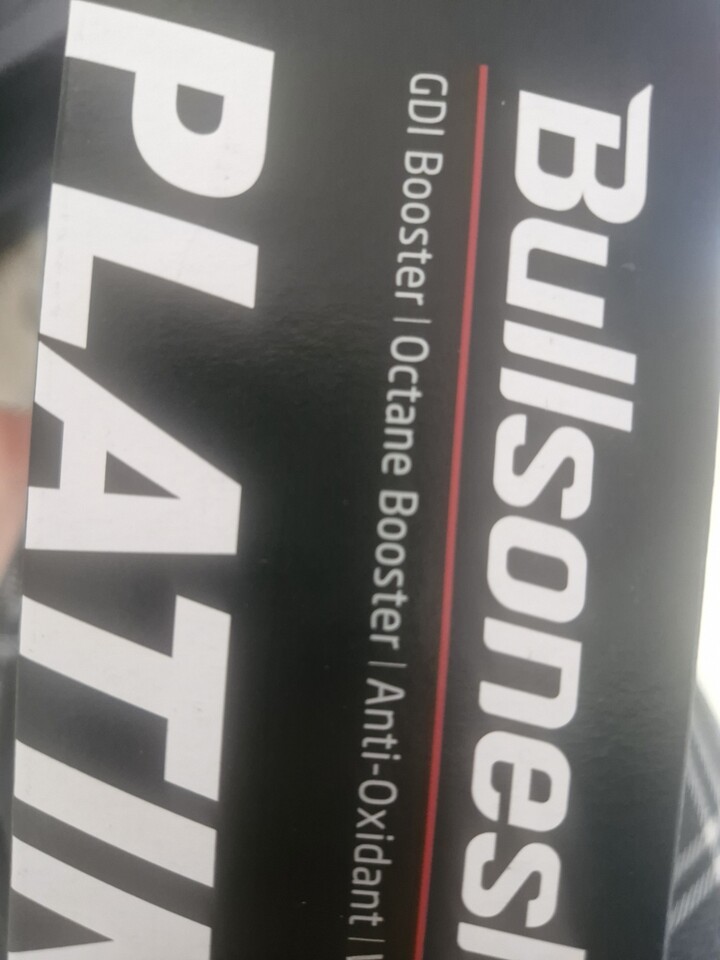 Bullsones
GDI Booster | Octane Booster | Anti-Oxidant |
PLATI